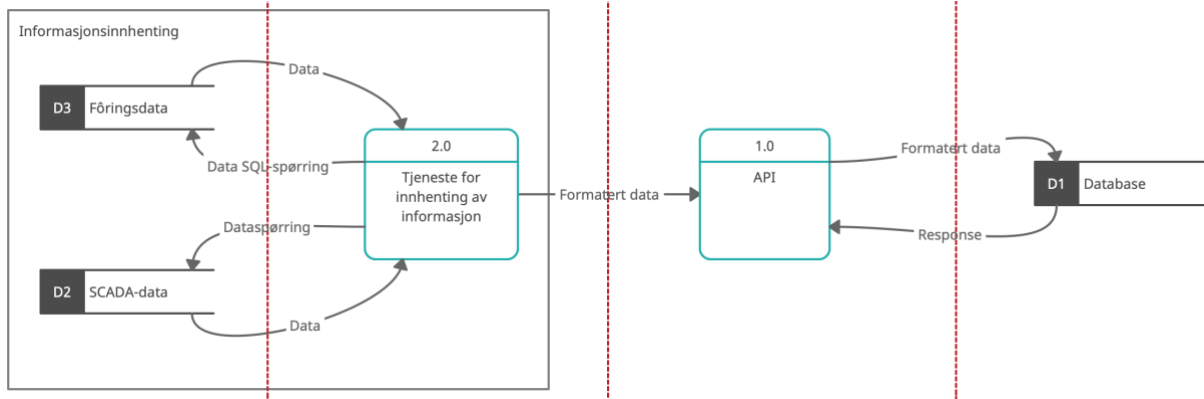 Informasjonsinnhenting
Data
D3
Fôringsdata
Data SQL-spørring
2.0
Tjeneste for
innhenting av
informasjon
Dataspørring
D2
SCADA-data
Data
Formatert data
1.0
API
Formatert data
D1
Database
Response